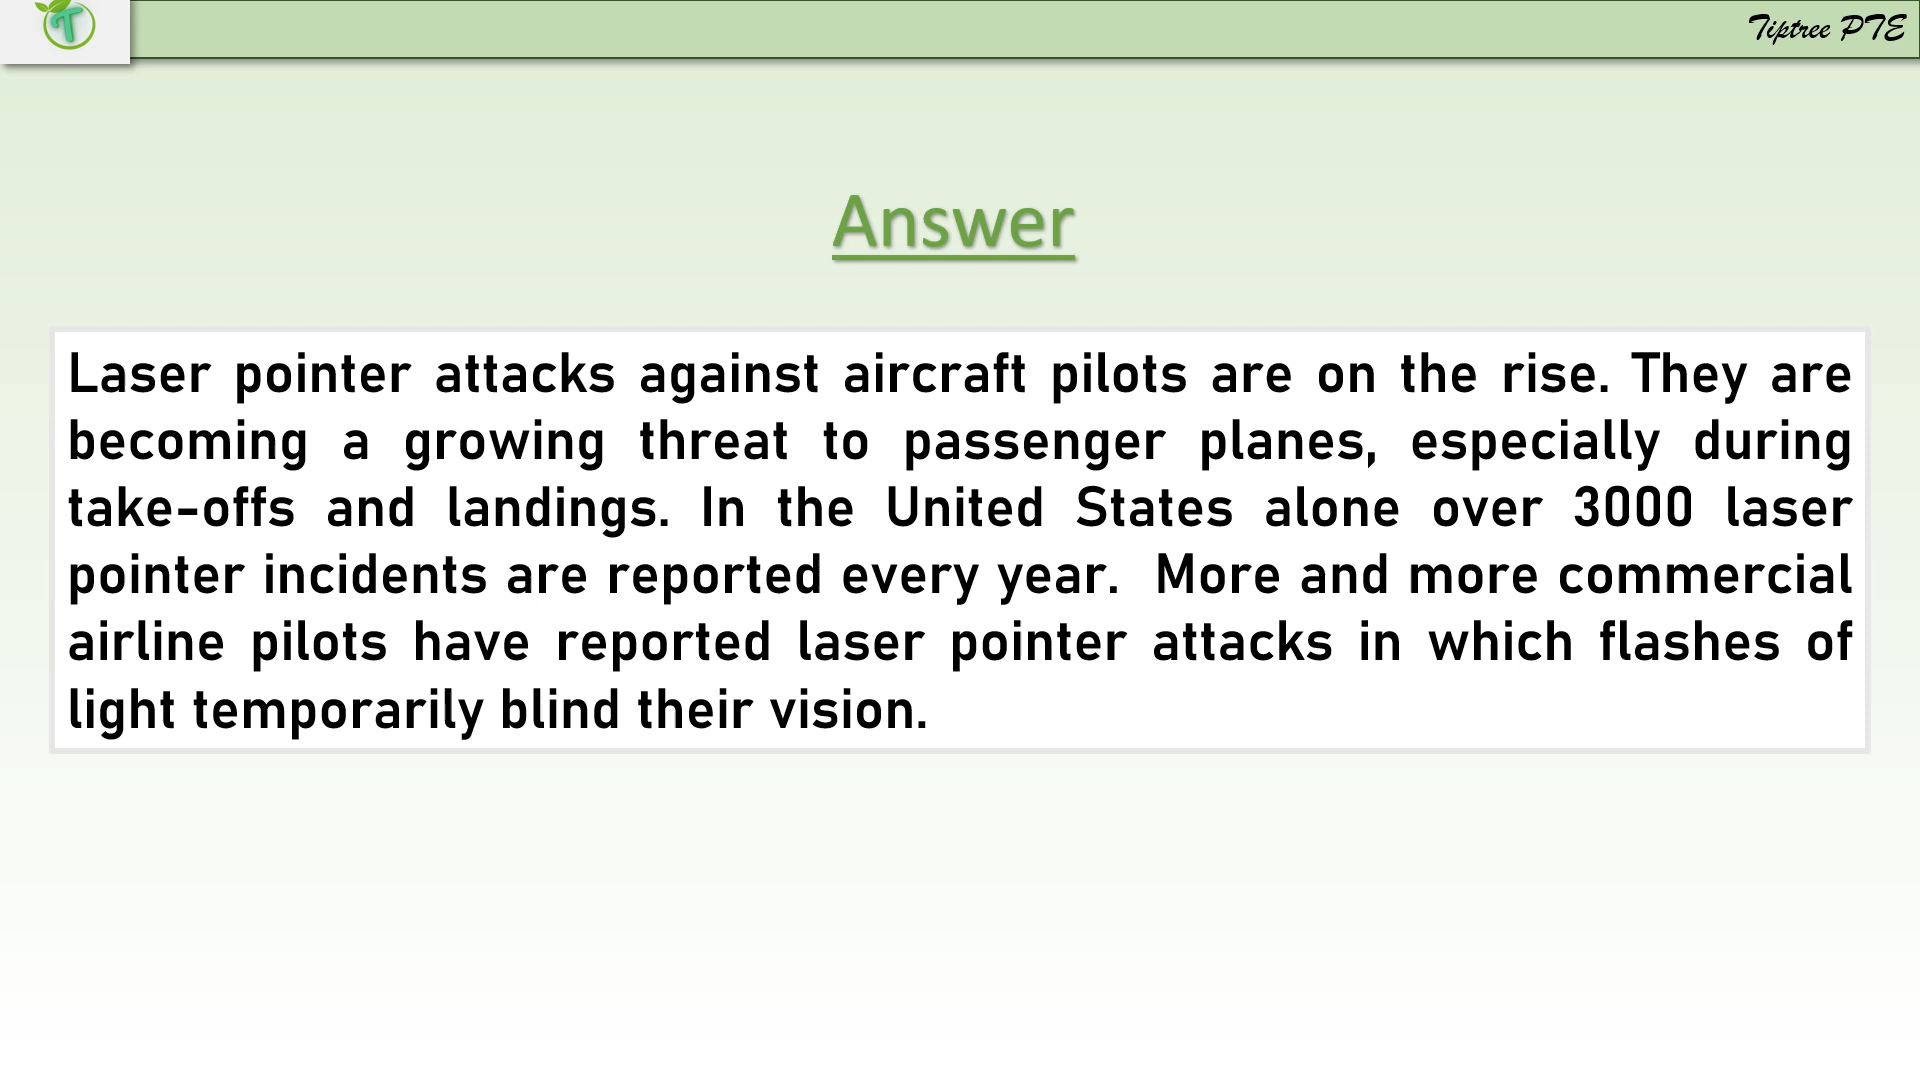 T
Tiptree PTE
Answer
Laser pointer attacks against aircraft pilots are on the rise. They are
becoming a growing threat to passenger planes, especially during
take-offs and landings. In the United States alone over 3000 laser
pointer incidents are reported every year.  More and more commercial
airline pilots have reported laser pointer attacks in which flashes of
light temporarily blind their vision.